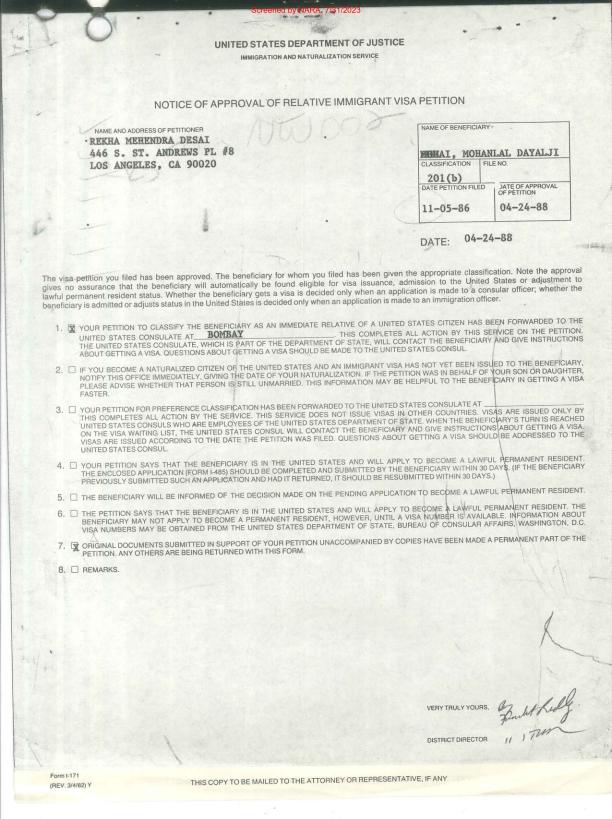 Screened by NARA, 7/31/2023
UNITED STATES DEPARTMENT OF JUSTICE
IMMIGRATION AND NATURALIZATION SERVICE
NOTICE OF APPROVAL OF RELATIVE IMMIGRANT VISA PETITION
NAME AND ADDRESS OF PETITIONER
REKHA MEHENDRA DESAI
446 S. ST. ANDREWS PL #8
LOS ANGELES, CA 90020
NAME OF BENEFICIARY
MOHANLAL DAYALJI
CLASSIFICATION FILE NO.
201(b)
DATE PETITION FILED DATE OF APPROVAL OF PETITION
11-05-86 04-24-88
DATE: 04-24-88
The visa petition you filed has been approved. The beneficiary for whom you filed has been given the appropriate classification. Note the approval
gives no assurance that the beneficiary will automatically be found eligible for visa issuance, admission to the United States or adjustment to
lawful permanent resident status. Whether the beneficiary gets a visa is decided only when an application is made to a consular officer; whether the
beneficiary is admitted or adjusts status in the United States is decided only when an application is made to an immigration officer.
1. X YOUR PETITION TO CLASSIFY THE BENEFICIARY AS AN IMMEDIATE RELATIVE OF A UNITED STATES CITIZEN HAS BEEN FORWARDED TO THE
UNITED STATES CONSULATE AT BOMBAY THIS COMPLETES ALL ACTION BY THIS SERVICE ON THE PETITION.
THE UNITED STATES CONSULATE, WHICH IS PART OF THE DEPARTMENT OF STATE, WILL CONTACT THE BENEFICIARY AND GIVE INSTRUCTIONS
ABOUT GETTING A VISA. QUESTIONS ABOUT GETTING A VISA SHOULD BE MADE TO THE UNITED STATES CONSUL.
2. ☐ IF YOU BECOME A NATURALIZED CITIZEN OF THE UNITED STATES AND AN IMMIGRANT VISA HAS NOT YET BEEN ISSUED TO THE BENEFICIARY,
NOTIFY THIS OFFICE IMMEDIATELY, GIVING THE DATE OF YOUR NATURALIZATION. IF THE PETITION WAS IN BEHALF OF YOUR SON OR DAUGHTER,
PLEASE ADVISE WHETHER THAT PERSON IS STILL UNMARRIED. THIS INFORMATION MAY BE HELPFUL TO THE BENEFICIARY IN GETTING A VISA
FASTER.
3. ☐ YOUR PETITION FOR PREFERENCE CLASSIFICATION HAS BEEN FORWARDED TO THE UNITED STATES CONSULATE AT
THIS COMPLETES ALL ACTION BY THE SERVICE. THIS SERVICE DOES NOT ISSUE VISAS IN OTHER COUNTRIES. VISAS ARE ISSUED ONLY BY
UNITED STATES CONSULS WHO ARE EMPLOYEES OF THE UNITED STATES DEPARTMENT OF STATE. WHEN THE BENEFICIARY'S TURN IS REACHED
ON THE VISA WAITING LIST, THE UNITED STATES CONSUL WILL CONTACT THE BENEFICIARY AND GIVE INSTRUCTIONS ABOUT GETTING A VISA.
VISAS ARE ISSUED ACCORDING TO THE DATE THE PETITION WAS FILED. QUESTIONS ABOUT GETTING A VISA SHOULD BE ADDRESSED TO THE
UNITED STATES CONSUL.
4. ☐ YOUR PETITION SAYS THAT THE BENEFICIARY IS IN THE UNITED STATES AND WILL APPLY TO BECOME A LAWFUL PERMANENT RESIDENT.
THE ENCLOSED APPLICATION (FORM I-485) SHOULD BE COMPLETED AND SUBMITTED BY THE BENEFICIARY WITHIN 30 DAYS. (IF THE BENEFICIARY
PREVIOUSLY SUBMITTED SUCH AN APPLICATION AND HAD IT RETURNED, IT SHOULD BE RESUBMITTED WITHIN 30 DAYS.)
5. ☐ THE BENEFICIARY WILL BE INFORMED OF THE DECISION MADE ON THE PENDING APPLICATION TO BECOME A LAWFUL PERMANENT RESIDENT.
6. ☐ THE PETITION SAYS THAT THE BENEFICIARY IS IN THE UNITED STATES AND WILL APPLY TO BECOME A LAWFUL PERMANENT RESIDENT. THE
BENEFICIARY MAY NOT APPLY TO BECOME A PERMANENT RESIDENT, HOWEVER, UNTIL A VISA NUMBER IS AVAILABLE. INFORMATION ABOUT
VISA NUMBERS MAY BE OBTAINED FROM THE UNITED STATES DEPARTMENT OF STATE, BUREAU OF CONSULAR AFFAIRS, WASHINGTON, D.C.
7. X ORIGINAL DOCUMENTS SUBMITTED IN SUPPORT OF YOUR PETITION UNACCOMPANIED BY COPIES HAVE BEEN MADE A PERMANENT PART OF THE
PETITION. ANY OTHERS ARE BEING RETURNED WITH THIS FORM.
8. ☐ REMARKS.
VERY TRULY YOURS,
DISTRICT DIRECTOR
Form I-171
(REV. 3/4/82) Y
THIS COPY TO BE MAILED TO THE ATTORNEY OR REPRESENTATIVE, IF ANY